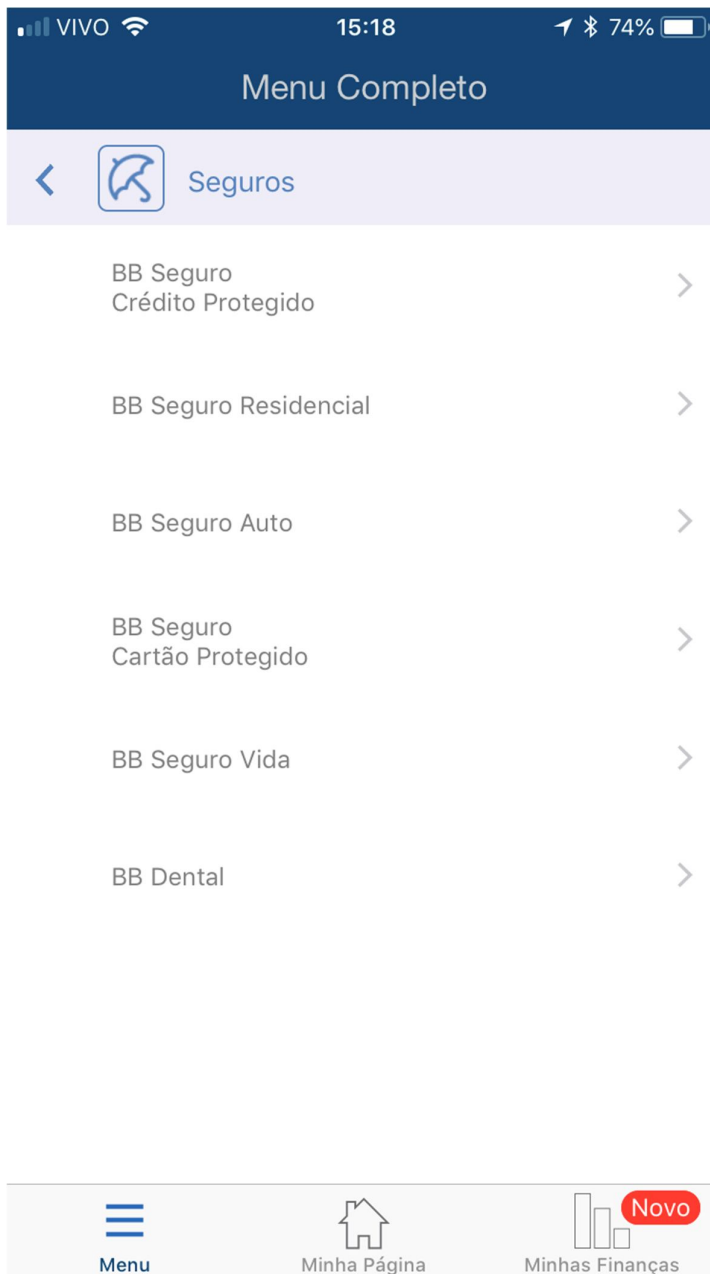 VIVO 15:18 74%
Menu Completo
Seguros
BB Seguro
Crédito Protegido
BB Seguro Residencial
BB Seguro Auto
BB Seguro
Cartão Protegido
BB Seguro Vida
BB Dental
Novo
Menu Minha Página Minhas Finanças